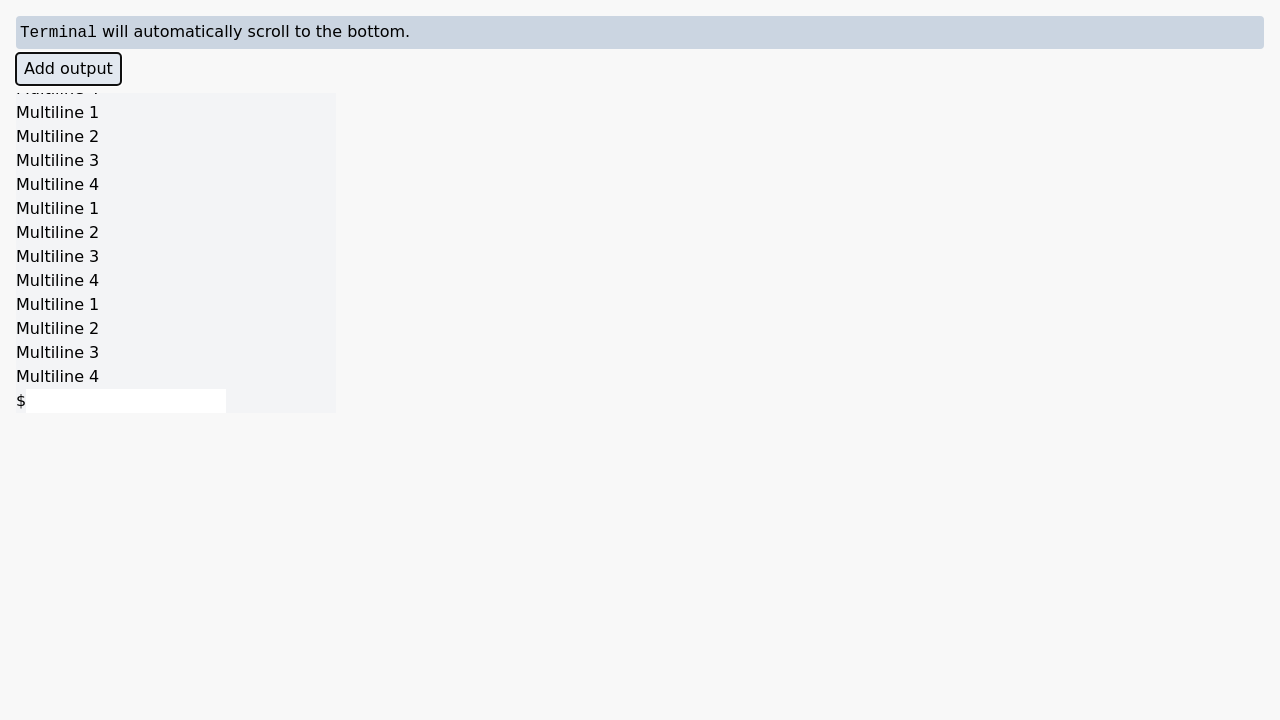 Terminal will automatically scroll to the bottom.
Add output
Multiline 1
Multiline 2
Multiline 3
Multiline 4
Multiline 1
Multiline 2
Multiline 3
Multiline 4
Multiline 1
Multiline 2
Multiline 3
Multiline 4
$